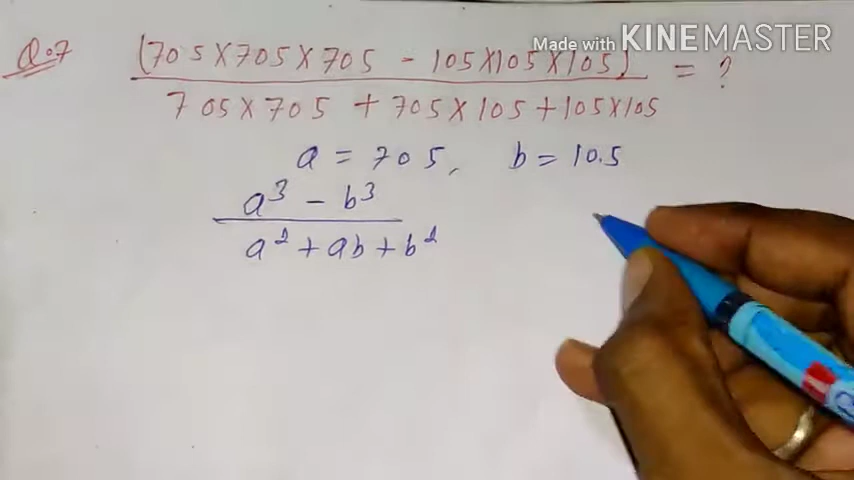 Made with KINEMASTER
Q.7 (705×705×705 - 105×105×105) / 705×705 + 705×105+105×105 = ?
a = 705, b = 10.5
a³ - b³
a² + ab + b²